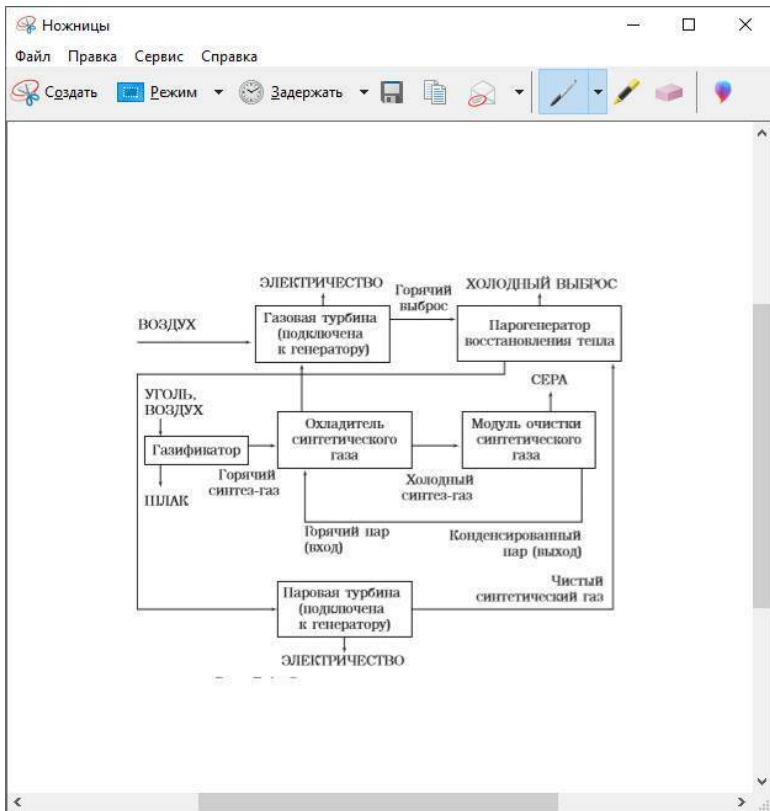 Ножницы
Файл Правка Сервис Справка
Создать Режим Задержать
ЭЛЕКТРИЧЕСТВО
Горячий
выброс
ХОЛОДНЫЙ ВЫБРОС
ВОЗДУХ
Газовая турбина
(подключена
к генератору)
Парогенератор
восстановления тепла
СЕРА
УГОЛЬ,
ВОЗДУХ
Газификатор
ШЛАК
Горячий
синтез-газ
Охладитель
синтетического
газа
Холодный
синтез-газ
Модуль очистки
синтетического
газа
Горячий пар
(вход)
Конденсированный
пар (выход)
Чистый
синтетический газ
Паровая турбина
(подключена
к генератору)
ЭЛЕКТРИЧЕСТВО